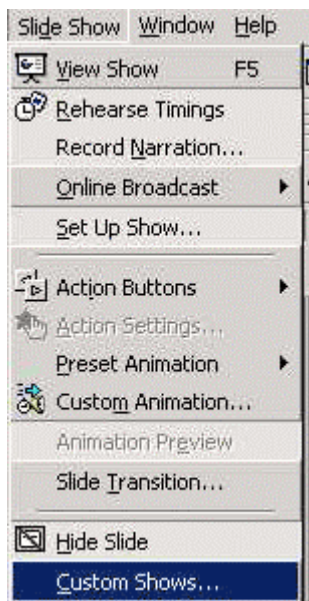 Slide Show Window Help
View Show F5
Rehearse Timings
Record Narration...
Online Broadcast
Set Up Show...
Action Buttons
Action Settings...
Preset Animation
Custom Animation...
Animation Preview
Slide Transition...
Hide Slide
Custom Shows...